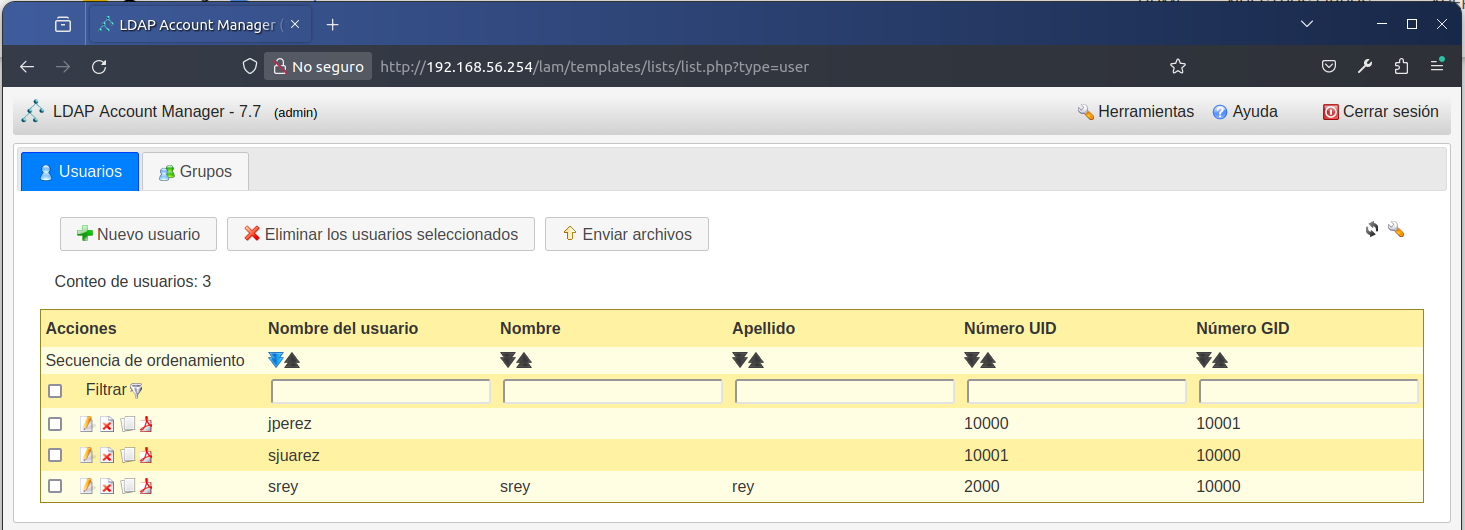 LDAP Account Manager (
No seguro http://192.168.56.254/lam/templates/lists/list.php?type=user
LDAP Account Manager - 7.7 (admin) Herramientas Ayuda Cerrar sesión
Usuarios Grupos
Nuevo usuario Eliminar los usuarios seleccionados Enviar archivos
Conteo de usuarios: 3
Acciones Nombre del usuario Nombre Apellido Número UID Número GID
Secuencia de ordenamiento
Filtrar
jperez 10000 10001
sjuarez 10001 10000
srey srey rey 2000 10000